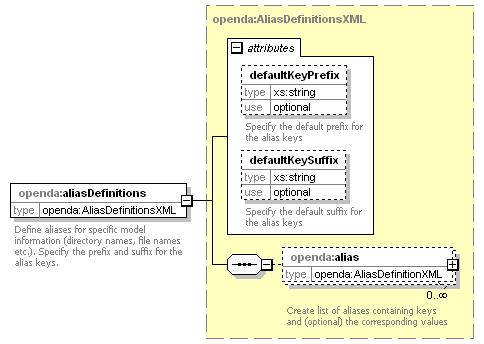 openda:AliasDefinitionsXML
attributes
defaultKeyPrefix
type xs:string
use optional
Specify the default prefix for
the alias keys
defaultKeySuffix
type xs:string
use optional
Specify the default suffix for
the alias keys
openda:aliasDefinitions
type openda:AliasDefinitionsXML
Define aliases for specific model
information (directory names, file names
etc.). Specify the prefix and suffix for the
alias keys.
openda:alias
type openda:AliasDefinitionXML
0..∞
Create list of aliases containing keys
and (optional) the corresponding values